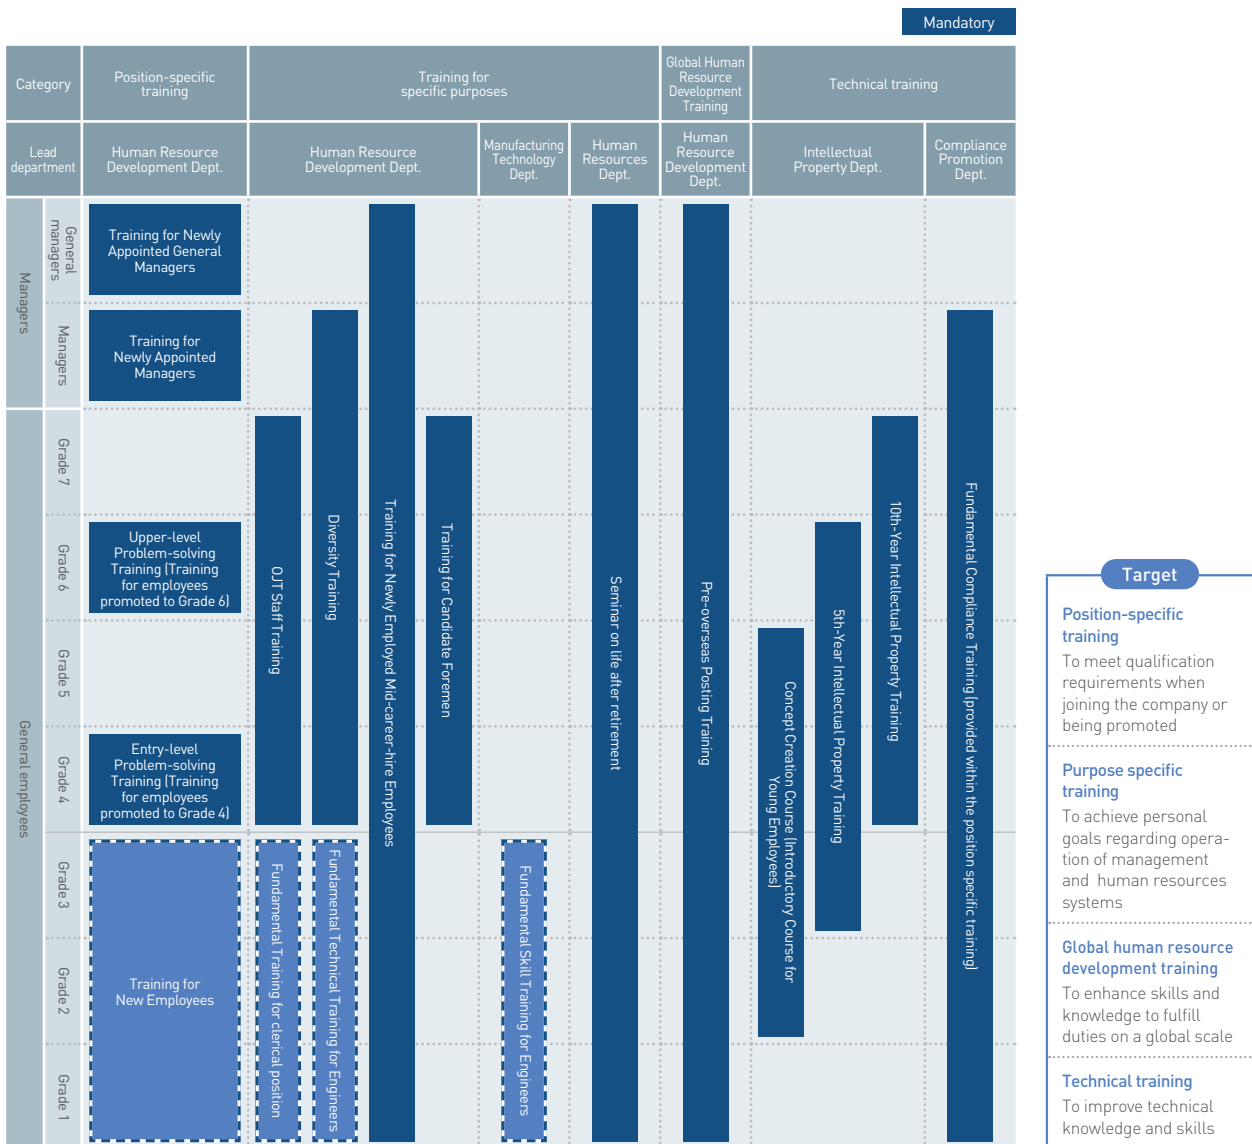 Mandatory
Category
Position-specific
training
Training for
specific purposes
Global Human
Resource
Development
Training
Technical training
Lead
department
Human Resource
Development Dept.
Human Resource
Development Dept.
Manufacturing
Technology
Dept.
Human
Resources
Dept.
Human
Resource
Development
Dept.
Intellectual
Property Dept.
Compliance
Promotion
Dept.
Managers
General
managers
Managers
General employees
Grade 7
Grade 6
Grade 5
Grade 4
Grade 3
Grade 2
Grade 1
Training for Newly
Appointed General
Managers
Training for
Newly Appointed
Managers
Upper-level
Problem-solving
Training (Training
for employees
promoted to Grade 6)
Entry-level
Problem-solving
Training (Training
for employees
promoted to Grade 4)
Training for
New Employees
OJT Staff Training
Fundamental Training for clerical position
Diversity Training
Fundamental Technical Training for Engineers
Training for Newly Employed Mid-career-hire Employees
Training for Candidate Foremen
Fundamental Skill Training for Engineers
Seminar on life after retirement
Pre-overseas Posting Training
Concept Creation Course (Introductory Course for
Young Employees)
5th-Year Intellectual Property Training
10th-Year Intellectual Property Training
Fundamental Compliance Training (provided within the position specific training)
Target
Position-specific
training
To meet qualification
requirements when
joining the company or
being promoted
Purpose specific
training
To achieve personal
goals regarding opera-
tion of management
and human resources
systems
Global human resource
development training
To enhance skills and
knowledge to fulfill
duties on a global scale
Technical training
To improve technical
knowledge and skills